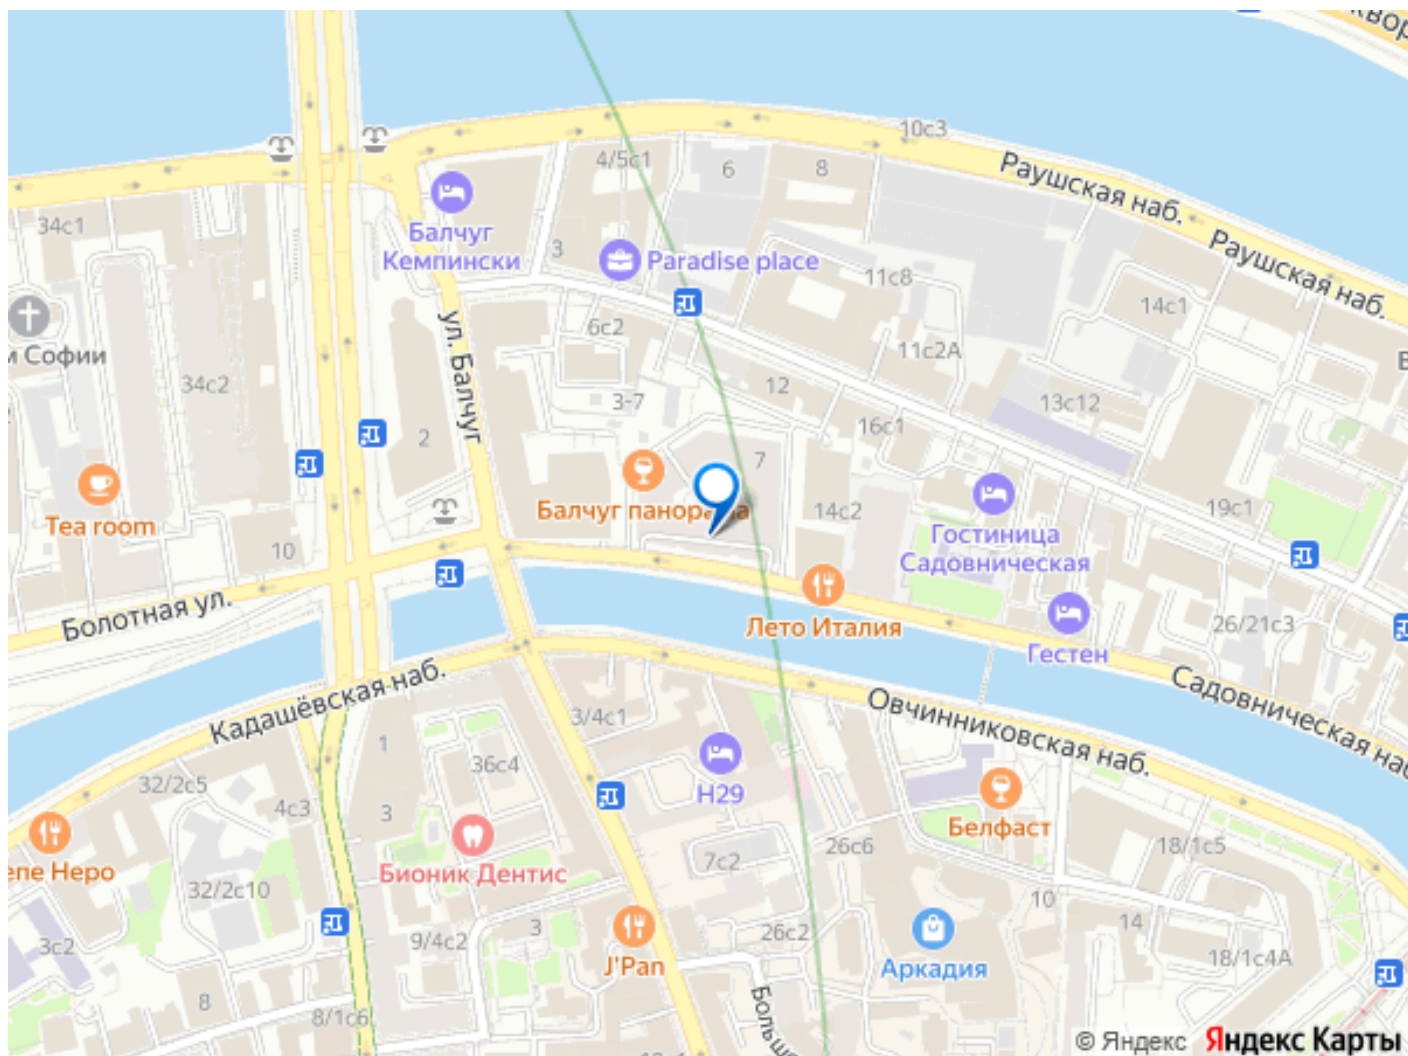 10с3
4/5с1
6
8
Раушская наб.
34с1
Балчуг
Кемпински
3
Paradise place
Раушская наб.
11с8
14с1
6с2
ул. Балчуг
11с2А
Софии
34с2
12
3-7
13с12
16с1
2
7
Балчуг панорама
14с2
19с1
Tea room
Гостиница
Садовническая
10
Болотная ул.
Лето Италия
26/21с3
Гестен
Садовническая наб.
Кадашёвская наб.
3/4с1
Овчинниковская наб.
1
36с4
32/2с5
4с3
3
Н29
Белфаст
Неро
Бионик Дентис
7с2
26с6
18/1с5
32/2с10
10
14
3с2
9/4с2
3
26с2
J'Pan
Аркадия
18/1с4А
8
8/1с6
© Яндекс Яндекс Карты